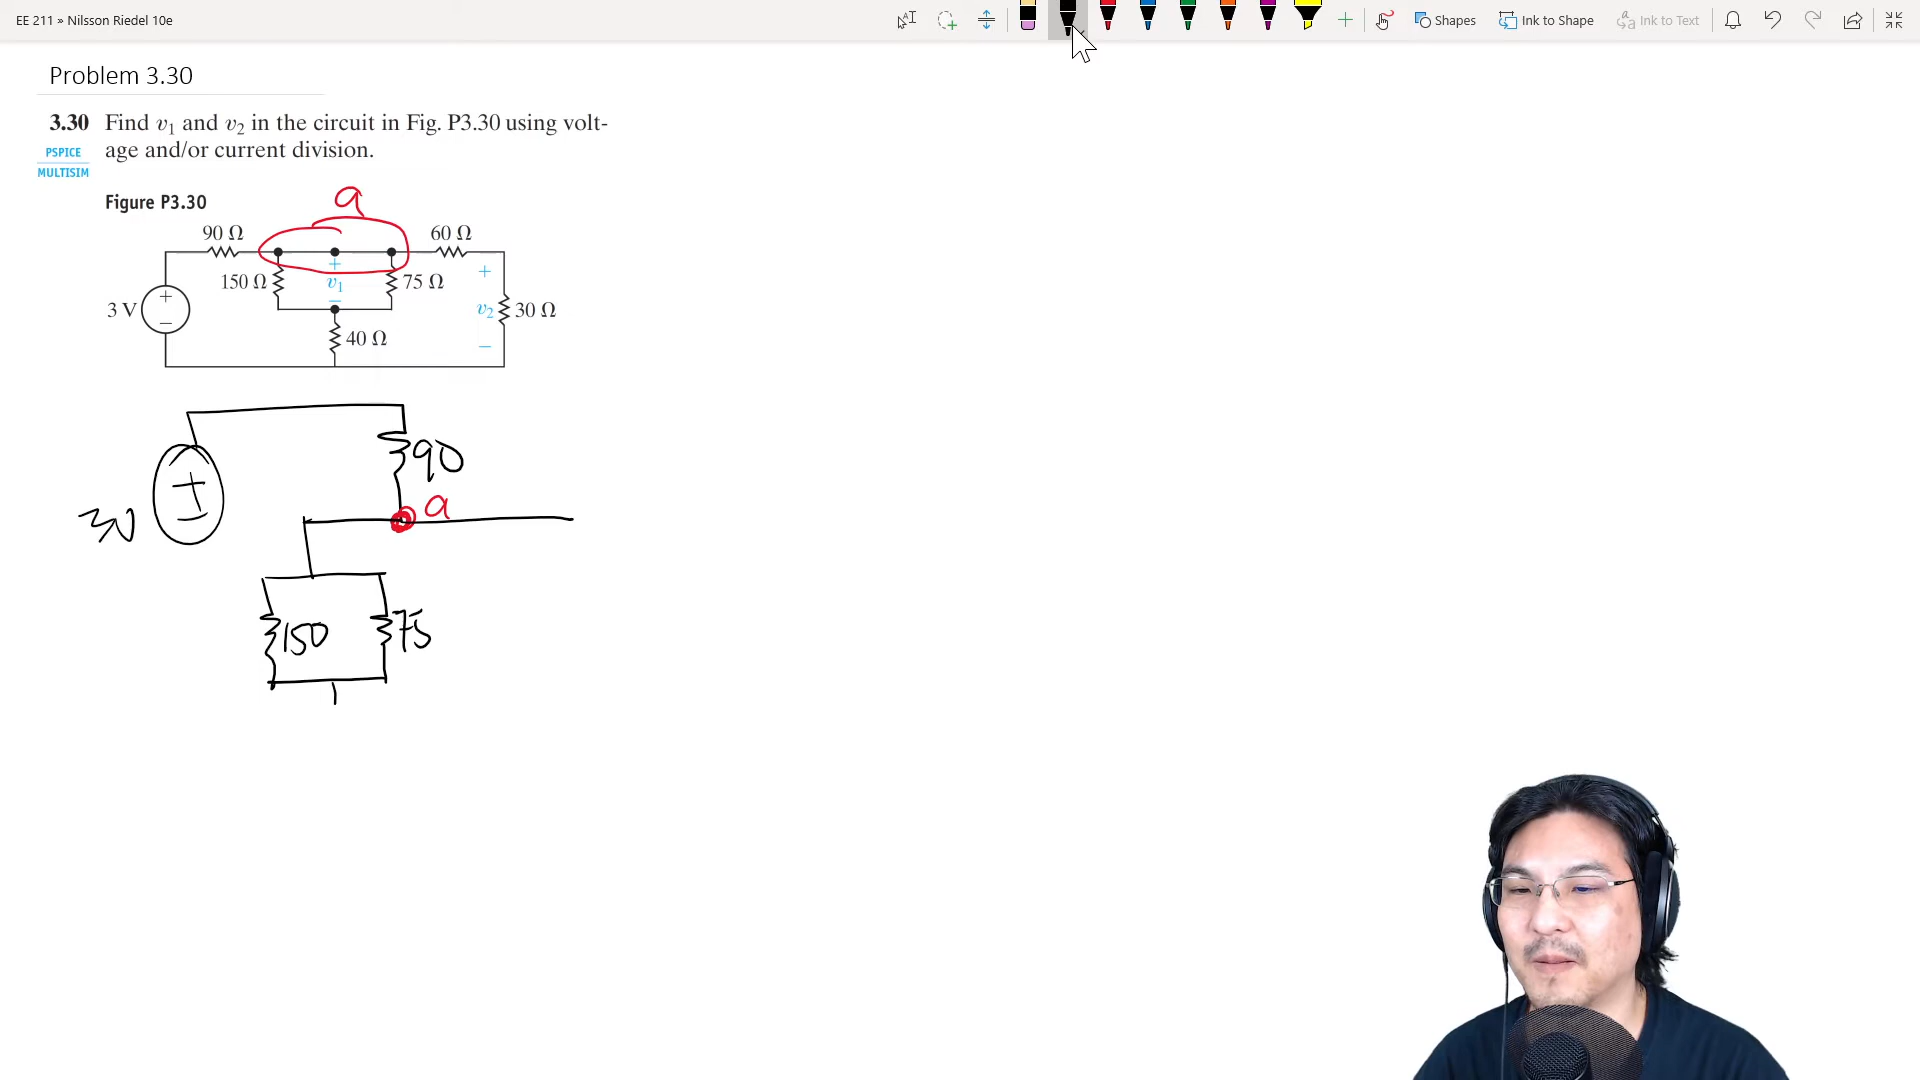 EE 211 » Nilsson Riedel 10e
Shapes
Ink to Shape
Ink to Text
Problem 3.30
3.30 Find v1 and v2 in the circuit in Fig. P3.30 using volt-
PSPICE age and/or current division.
MULTISIM
Figure P3.30
a
90 Ω
60 Ω
150 Ω
+
v1
−
75 Ω
+
v2
−
30 Ω
3 V
+
−
40 Ω
90
+
−
a
150
75